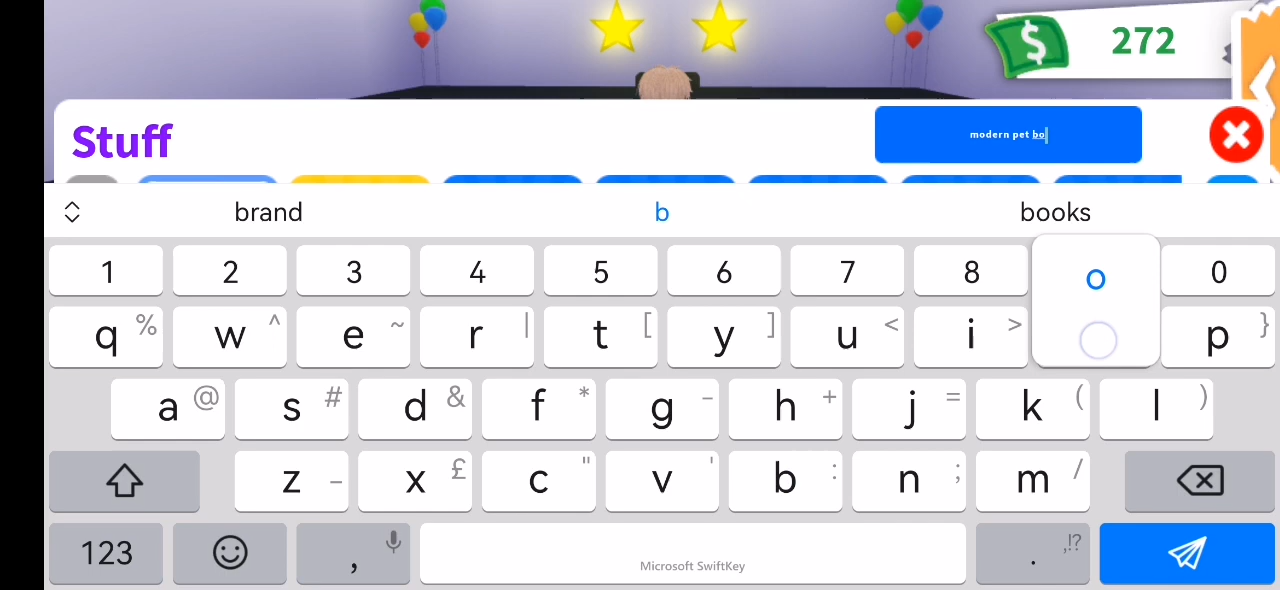 272
Stuff
modern pet bo
brand b books
1 2 3 4 5 6 7 8 o 0
q % w ^ e ~ r | t [ y ] u < i > p }
a @ s # d & f * g - h + j = k ( l )
z _ x £ c " v ' b : n ; m /
123 , Microsoft SwiftKey . ,!?